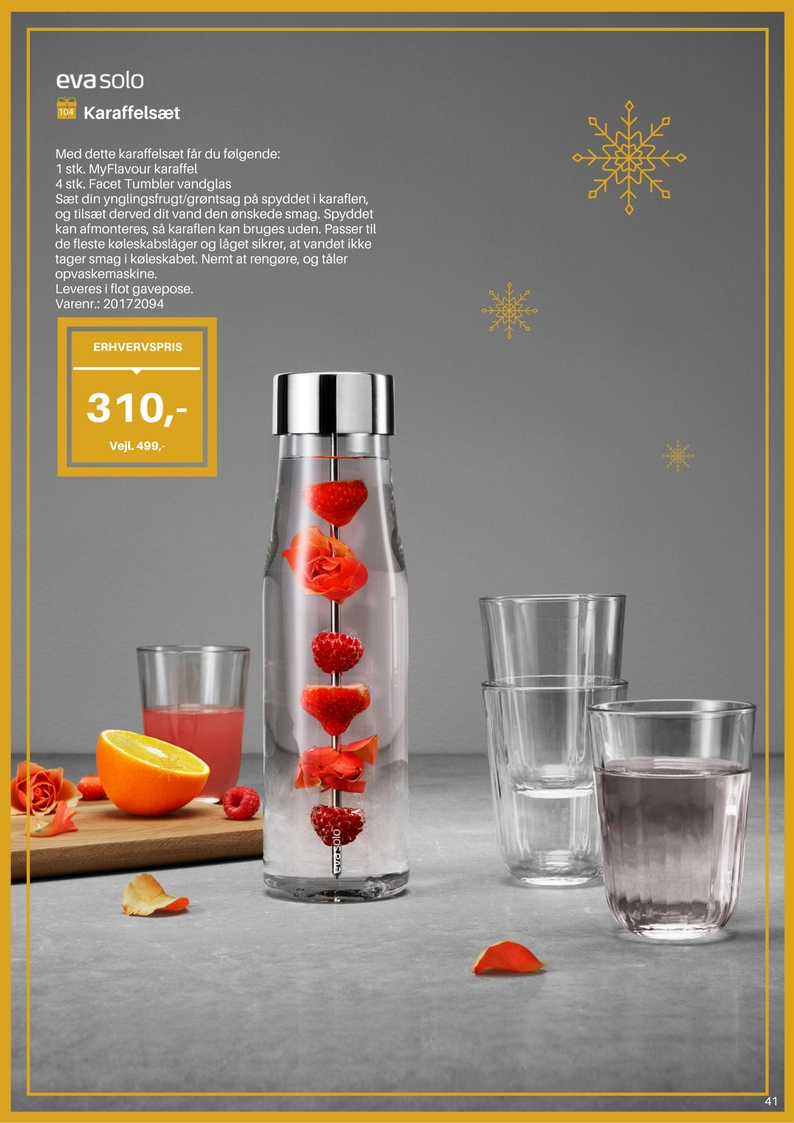 eva solo
104
Karaffelsæt
Med dette karaffelsæt får du følgende:
1 stk. MyFlavour karaffel
4 stk. Facet Tumbler vandglas
Sæt din ynglingsfrugt/grøntsag på spyddet i karaflen,
og tilsæt derved dit vand den ønskede smag. Spyddet
kan afmonteres, så karaflen kan bruges uden. Passer til
de fleste køleskabslåger og låget sikrer, at vandet ikke
tager smag i køleskabet. Nemt at rengøre, og tåler
opvaskemaskine.
Leveres i flot gavepose.
Varenr.: 20172094
ERHVERVSPRIS
310,-
Vejl. 499,-
eva solo
41